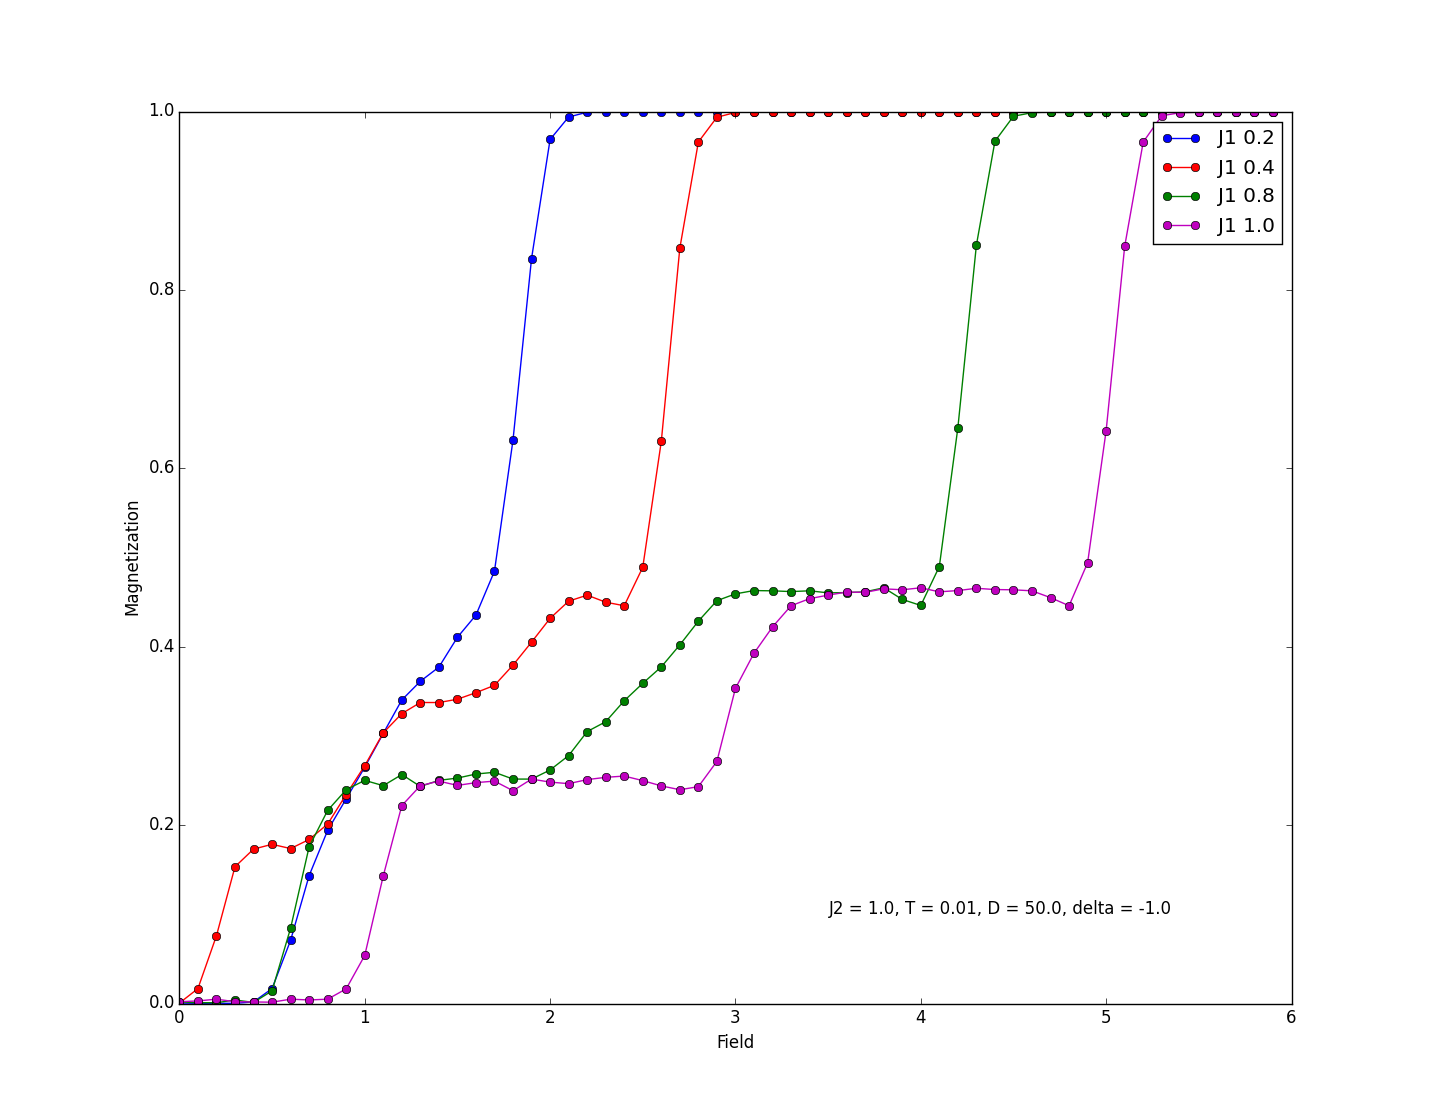 1.0
0.8
0.6
0.4
0.2
0.0
Magnetization
J1 0.2
J1 0.4
J1 0.8
J1 1.0
J2 = 1.0, T = 0.01, D = 50.0, delta = -1.0
0 1 2 3 4 5 6
Field